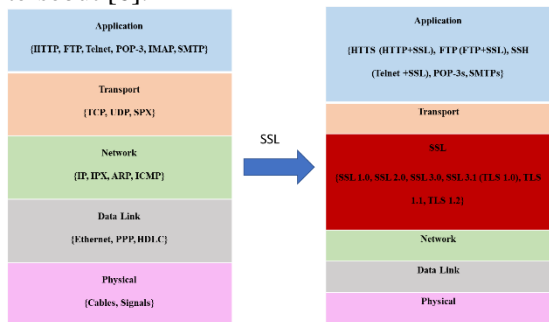 Application
{HTTP, FTP, Telnet, POP-3, IMAP, SMTP}
Transport
{TCP, UDP, SPX}
Network
{IP, IPX, ARP, ICMP}
Data Link
{Ethernet, PPP, HDLC}
Physical
{Cables, Signals}
SSL
Application
{HTTS (HTTP+SSL), FTP (FTP+SSL), SSH
(Telnet +SSL), POP-3s, SMTPs}
Transport
SSL
{SSL 1.0, SSL 2.0, SSL 3.0, SSL 3.1 (TLS 1.0), TLS
1.1, TLS 1.2}
Network
Data Link
Physical